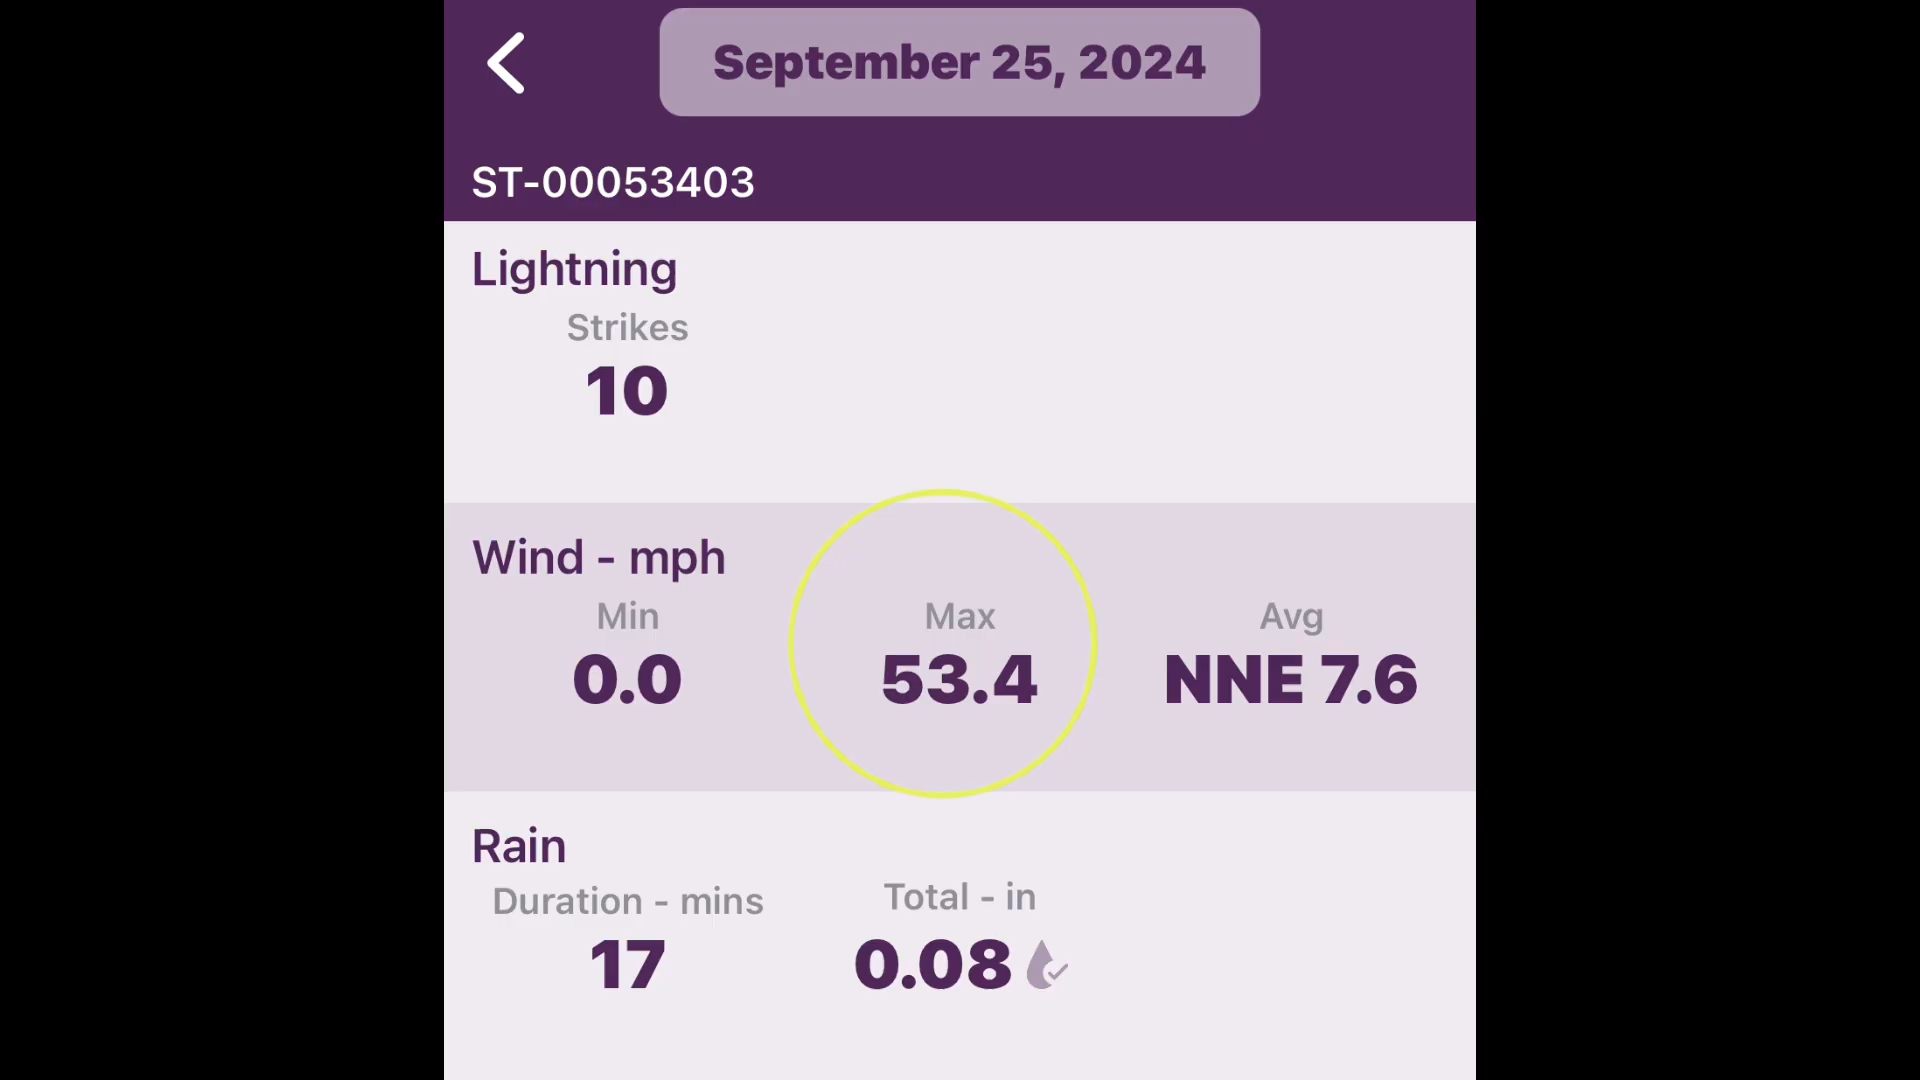 September 25, 2024
ST-00053403
Lightning
Strikes
10
Wind - mph
Min Max Avg
0.0 53.4 NNE 7.6
Rain
Duration - mins Total - in
17 0.08